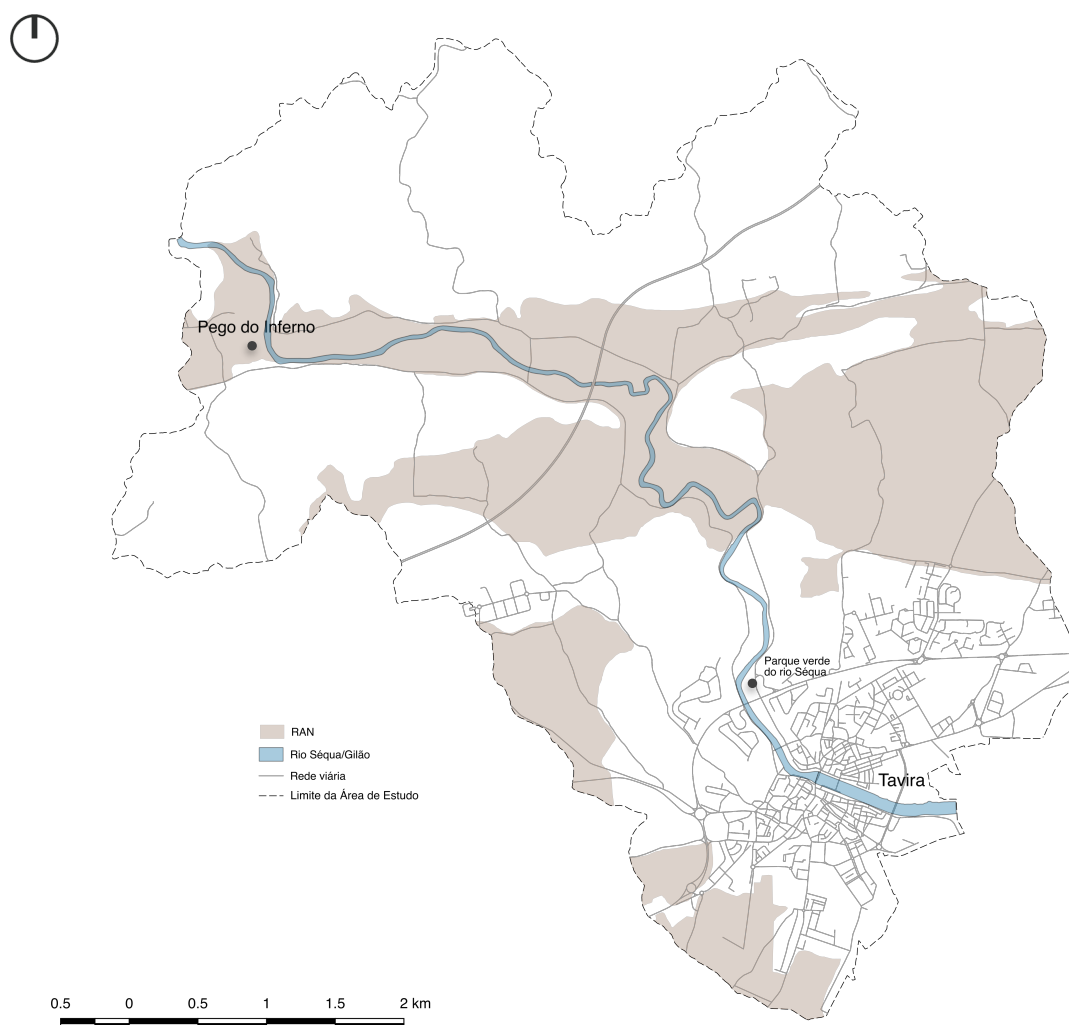 Pego do Inferno
Parque verde
do rio Séqua
RAN
Rio Séqua/Gilão
Rede viária
Limite da Área de Estudo
Tavira
0.5 0 0.5 1 1.5 2 km